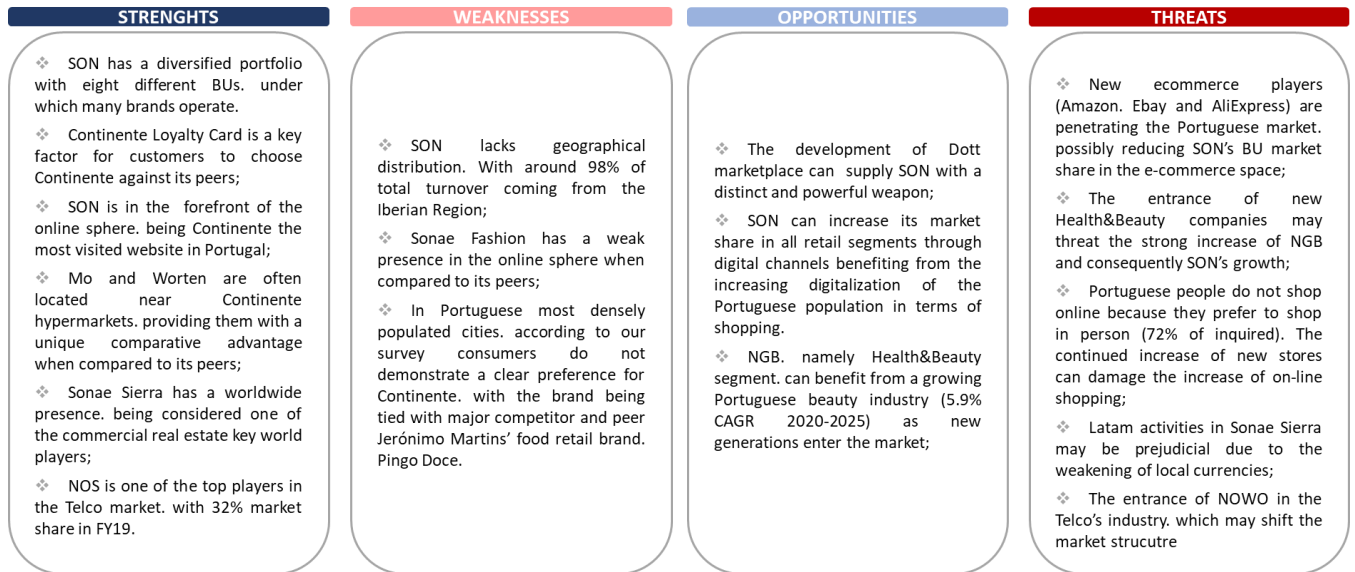 STRENGHTS
❖ SON has a diversified portfolio
with eight different BUs. under
which many brands operate.
❖ Continente Loyalty Card is a key
factor for customers to choose
Continente against its peers;
❖ SON is in the forefront of the
online sphere. being Continente the
most visited website in Portugal;
❖ Mo and Worten are often
located near Continente
hypermarkets. providing them with a
unique comparative advantage
when compared to its peers;
❖ Sonae Sierra has a worldwide
presence. being considered one of
the commercial real estate key world
players;
❖ NOS is one of the top players in
the Telco market. with 32% market
share in FY19.
WEAKNESSES
❖ SON lacks geographical
distribution. With around 98% of
total turnover coming from the
Iberian Region;
❖ Sonae Fashion has a weak
presence in the online sphere when
compared to its peers;
❖ In Portuguese most densely
populated cities. according to our
survey consumers do not
demonstrate a clear preference for
Continente. with the brand being
tied with major competitor and peer
Jerónimo Martins’ food retail brand.
Pingo Doce.
OPPORTUNITIES
❖ The development of Dott
marketplace can supply SON with a
distinct and powerful weapon;
❖ SON can increase its market
share in all retail segments through
digital channels benefiting from the
increasing digitalization of the
Portuguese population in terms of
shopping.
❖ NGB. namely Health&Beauty
segment. can benefit from a growing
Portuguese beauty industry (5.9%
CAGR 2020-2025) as new
generations enter the market;
THREATS
❖ New ecommerce players
(Amazon. Ebay and AliExpress) are
penetrating the Portuguese market.
possibly reducing SON’s BU market
share in the e-commerce space;
❖ The entrance of new
Health&Beauty companies may
threat the strong increase of NGB
and consequently SON’s growth;
❖ Portuguese people do not shop
online because they prefer to shop
in person (72% of inquired). The
continued increase of new stores
can damage the increase of on-line
shopping;
❖ Latam activities in Sonae Sierra
may be prejudicial due to the
weakening of local currencies;
❖ The entrance of NOWO in the
Telco’s industry. which may shift the
market strucutre